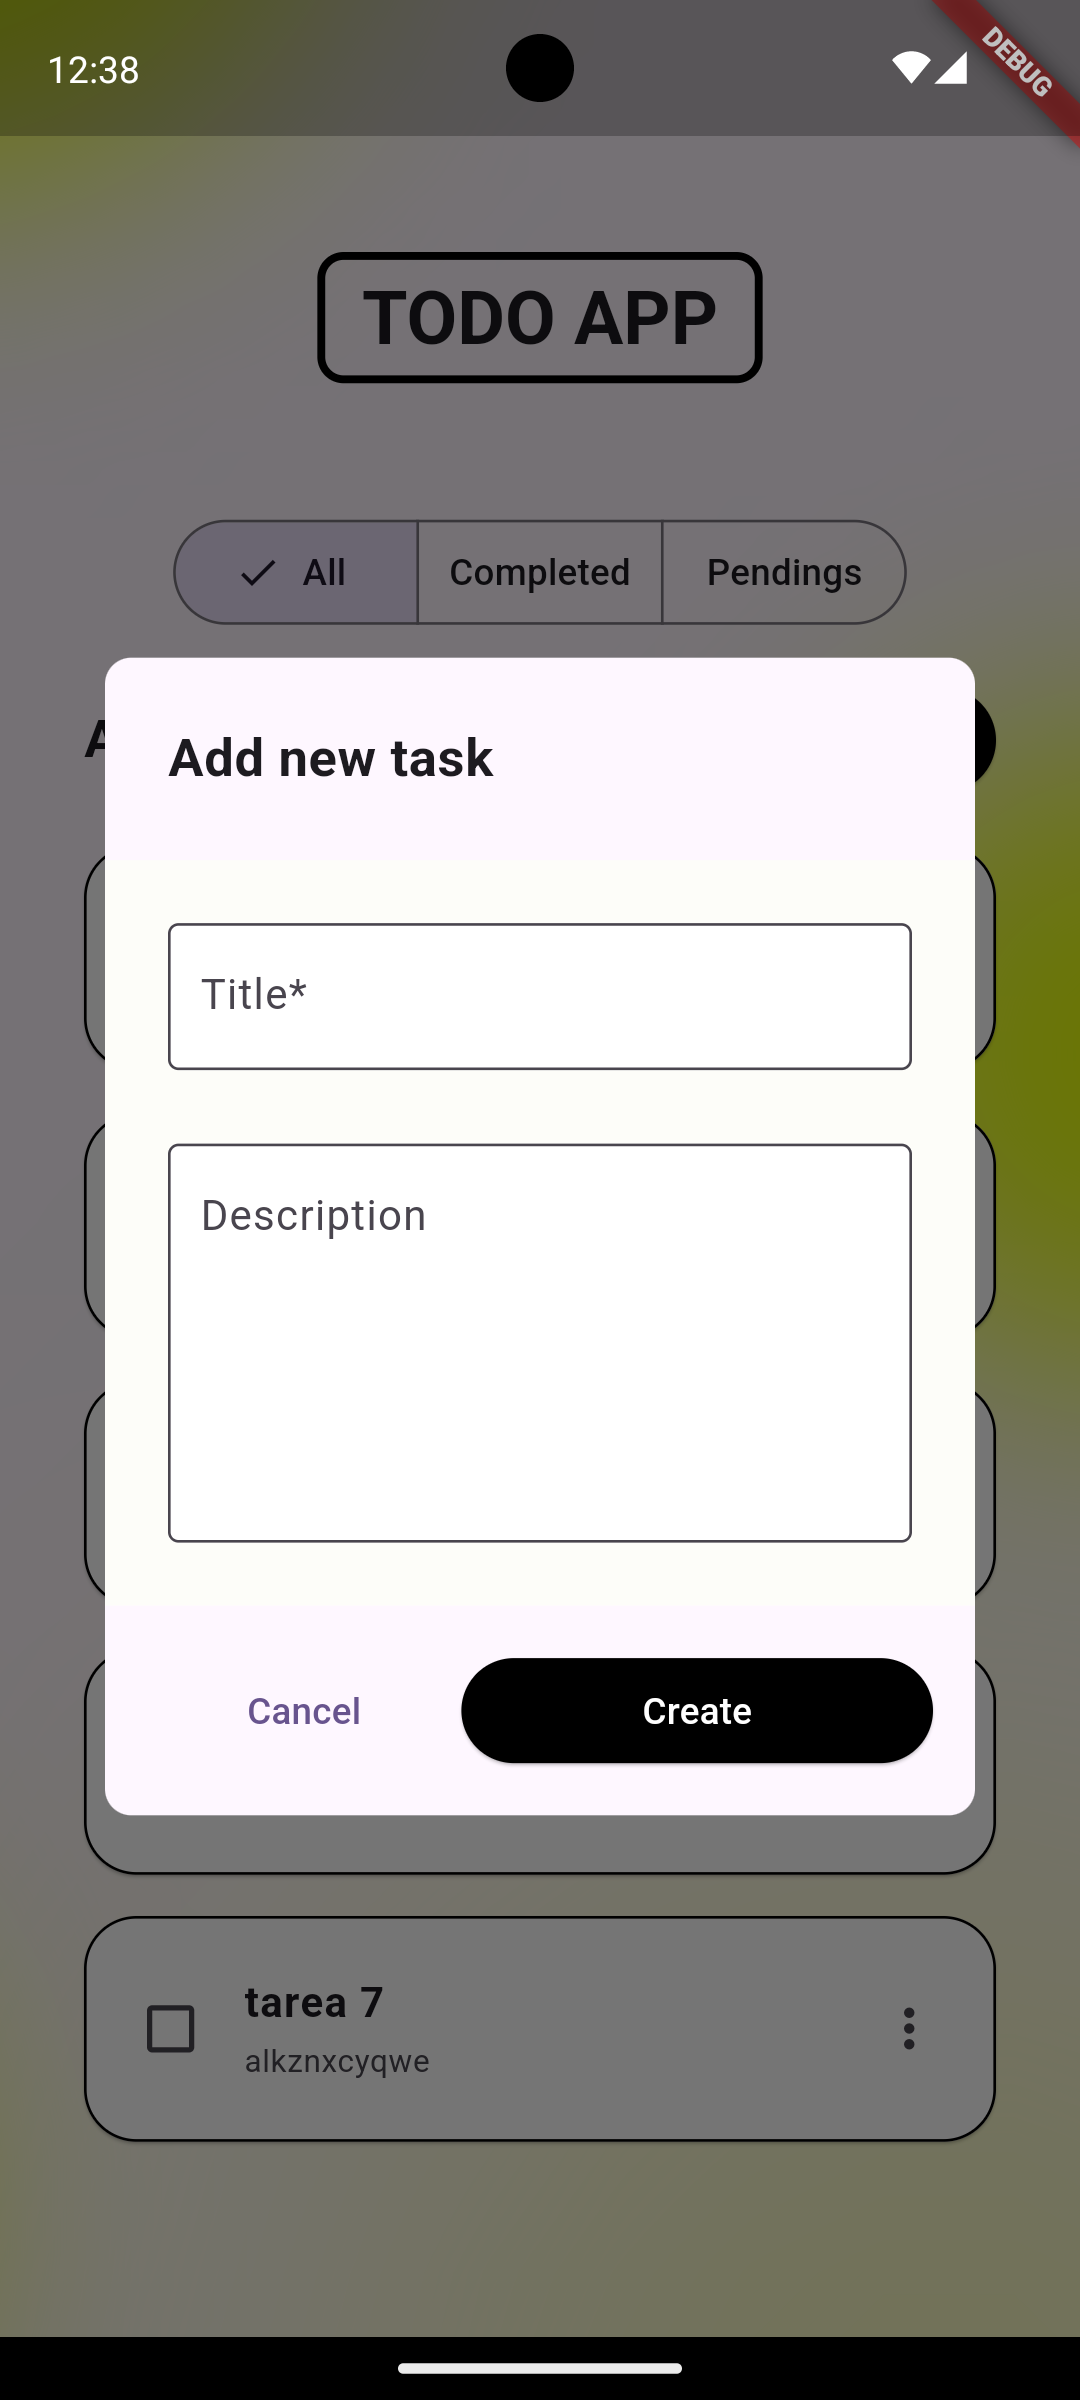 12:38
DEBUG
TODO APP
All
Completed
Pendings
Add new task
Title*
Description
Cancel
Create
tarea 7
alkznxcyqwe